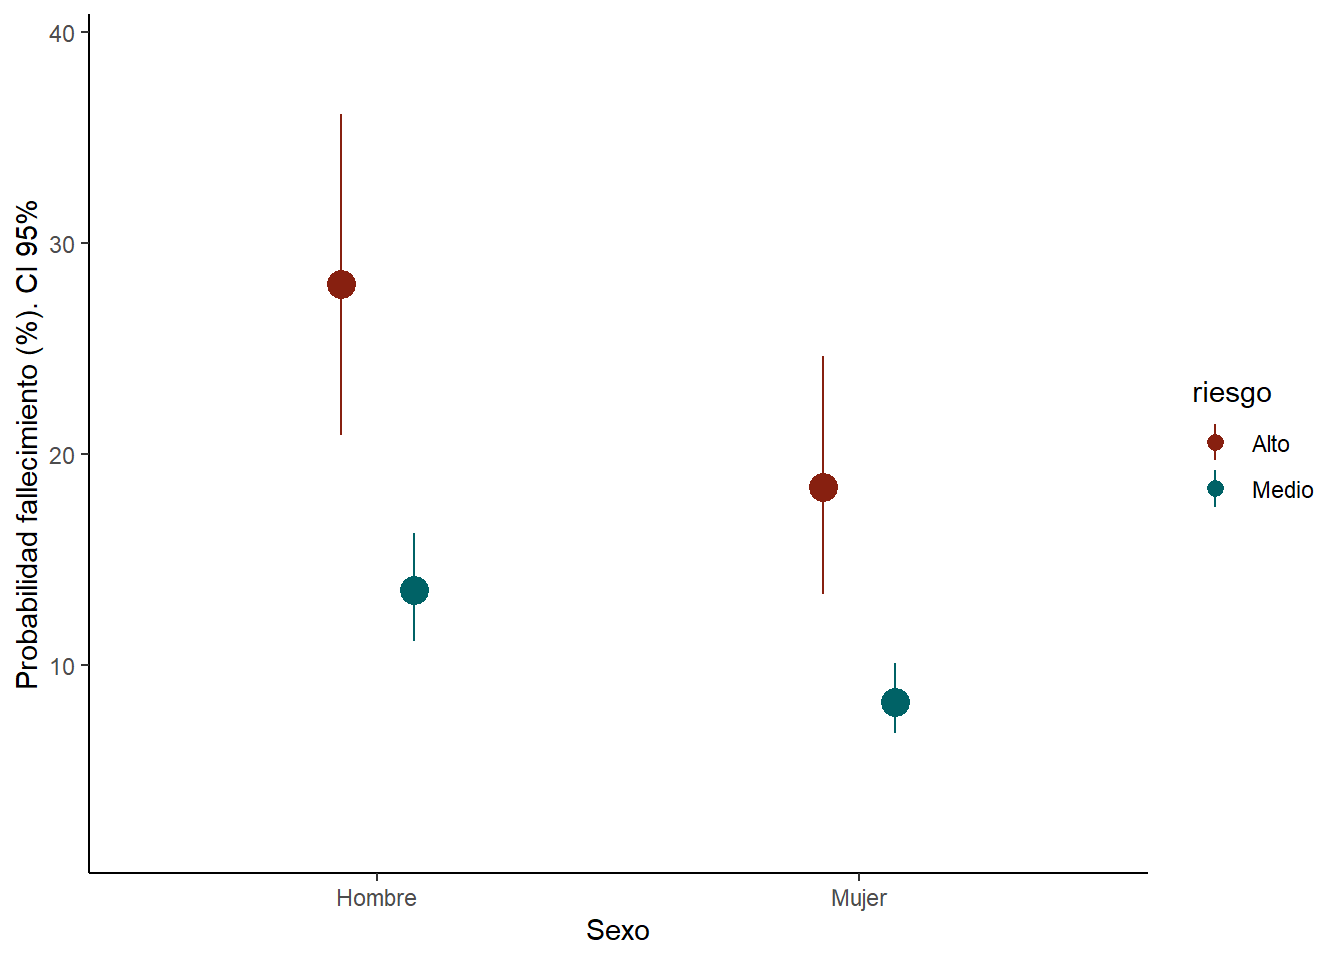 Probabilidad fallecimiento (%). CI 95%
40
30
20
10
Hombre
Mujer
Sexo
riesgo
Alto
Medio